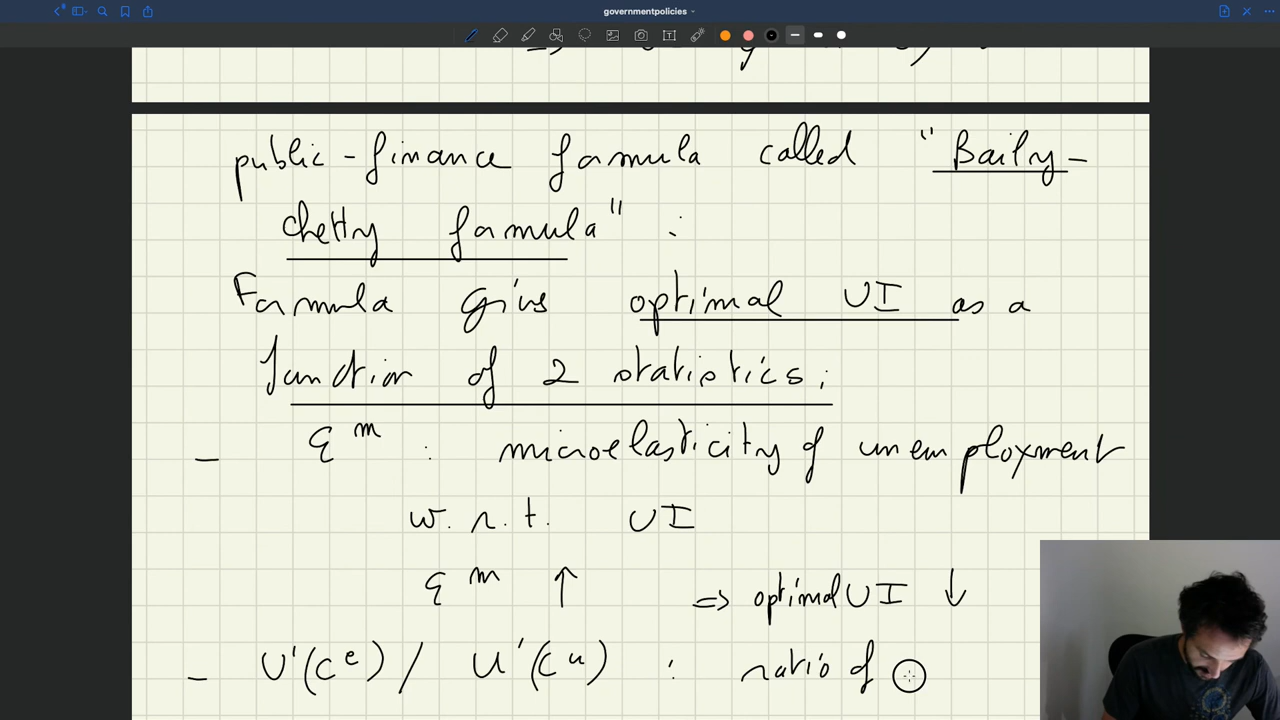 governmentpolicies
public-finance formula called "Baily-
Chetty formula" :
Formula gives optimal UI as a
function of 2 statistics:
- ε^m : microelasticity of unemployment
w.r.t. UI
ε^m ↑ => optimal UI ↓
- U'(c^e) / U'(c^u) : ratio of